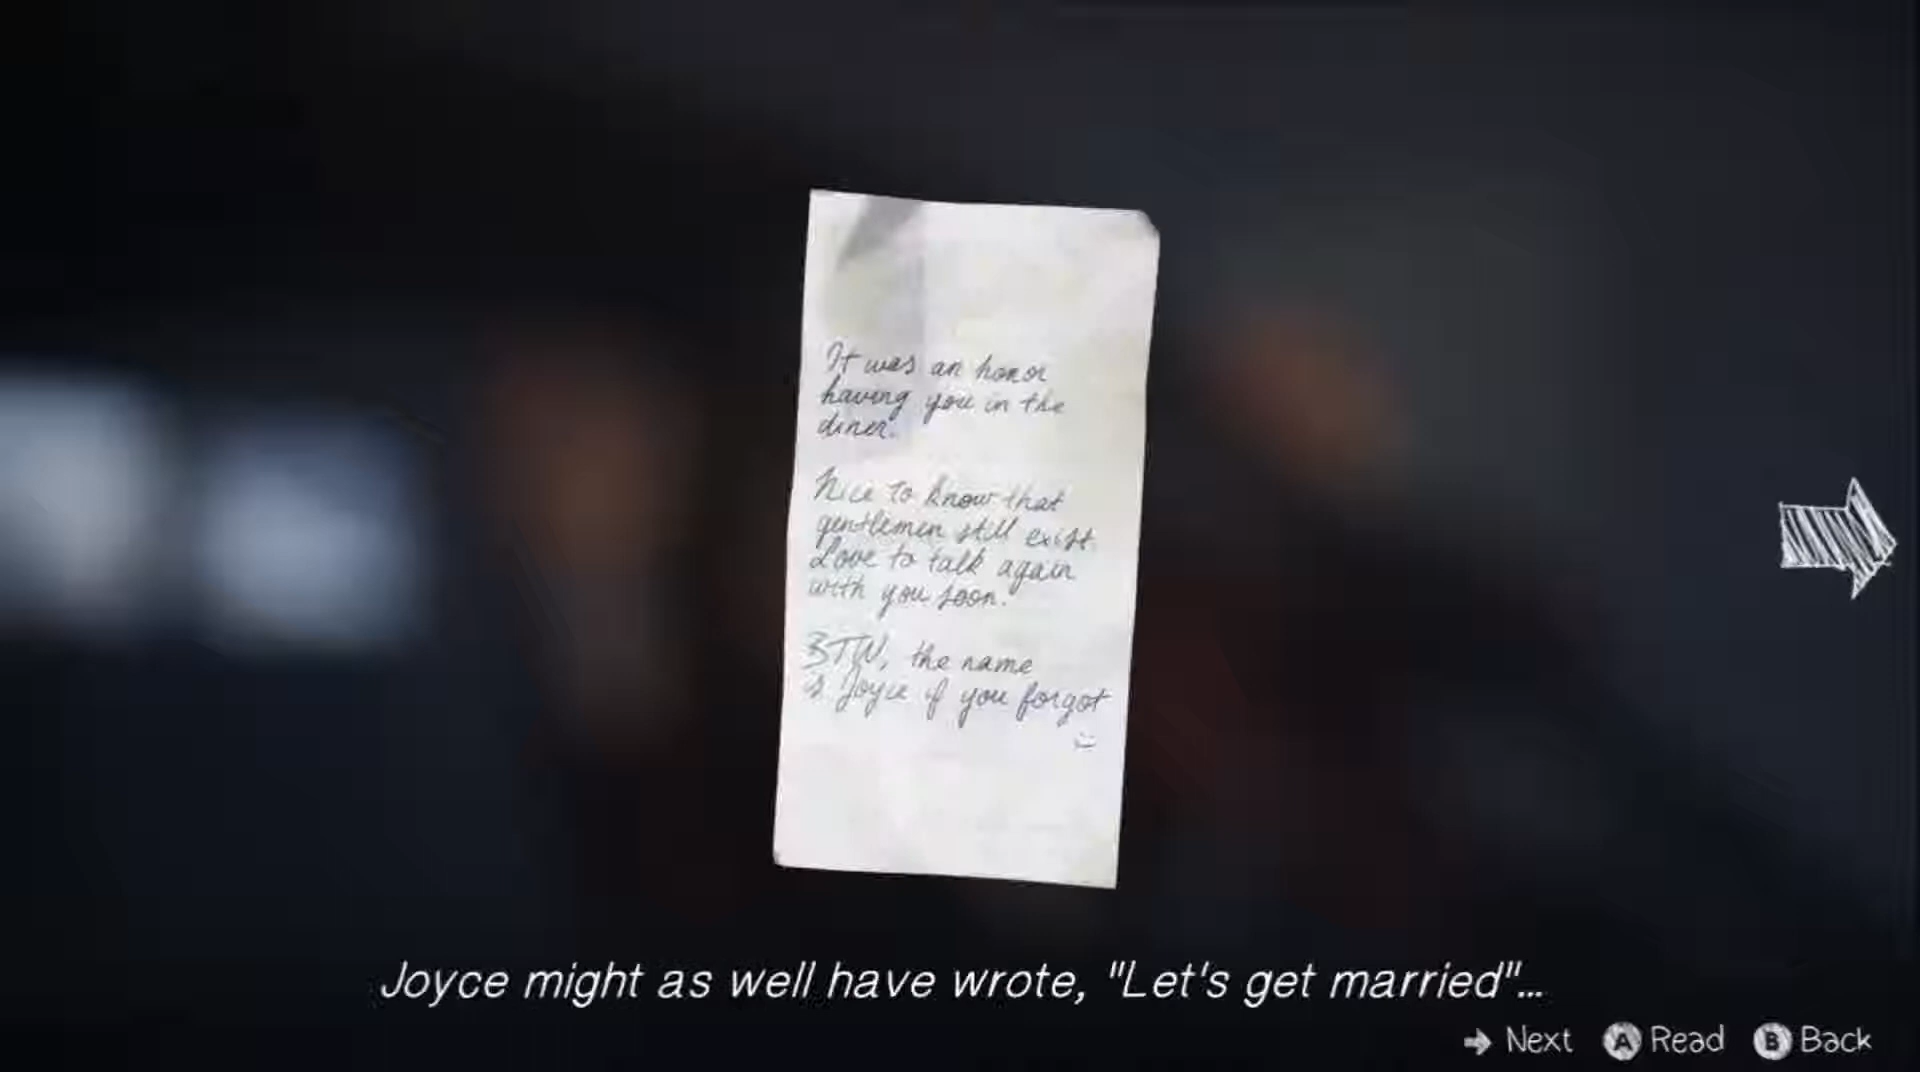 It was an honor
having you in the
diner.
Nice to know that
gentlemen still exist.
Love to talk again
with you soon.
BTW, the name
is Joyce if you forgot
Joyce might as well have wrote, "Let's get married"...
Next A Read B Back